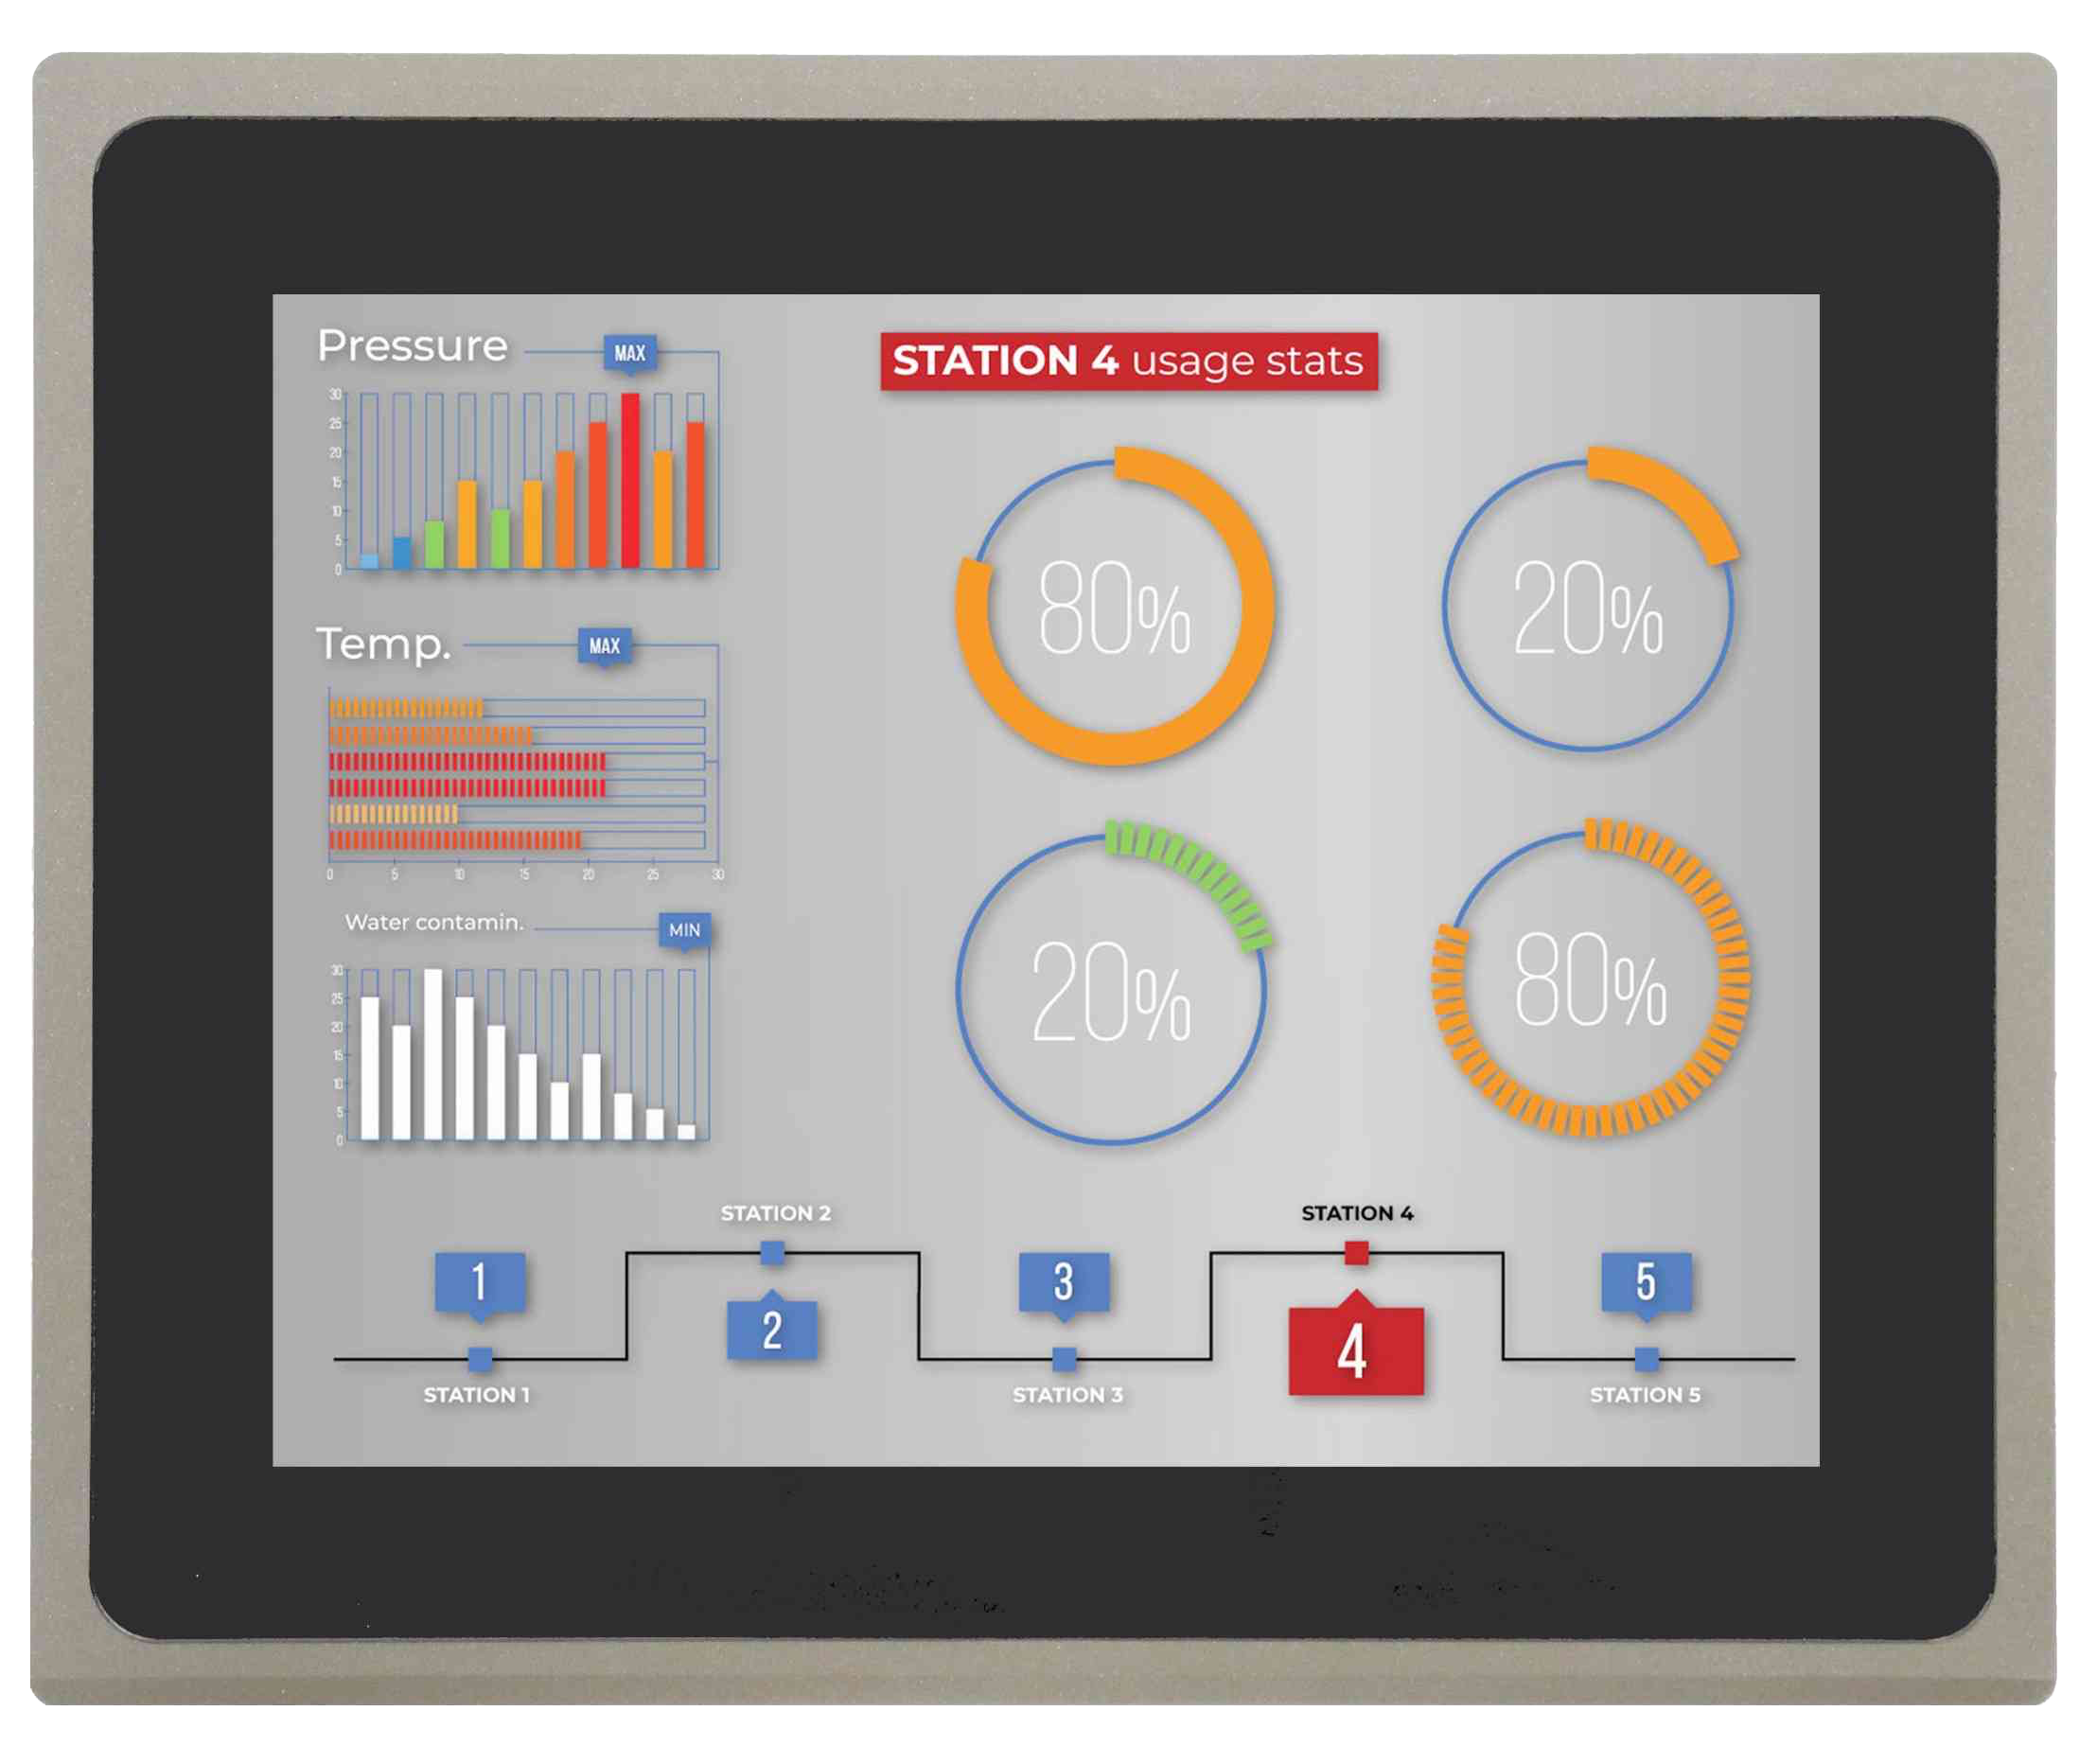 Pressure
MAX
30
25
20
15
10
5
0
Temp.
MAX
0 5 10 15 20 25 30
Water contamin.
MIN
30
25
20
15
10
5
0
STATION 4 usage stats
80%
20%
20%
80%
STATION 2
STATION 4
1
3
5
2
4
STATION 1
STATION 3
STATION 5